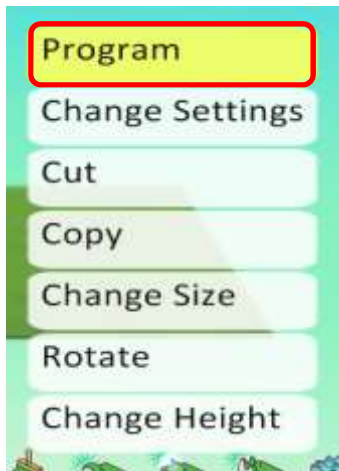 Program
Change Settings
Cut
Copy
Change Size
Rotate
Change Height